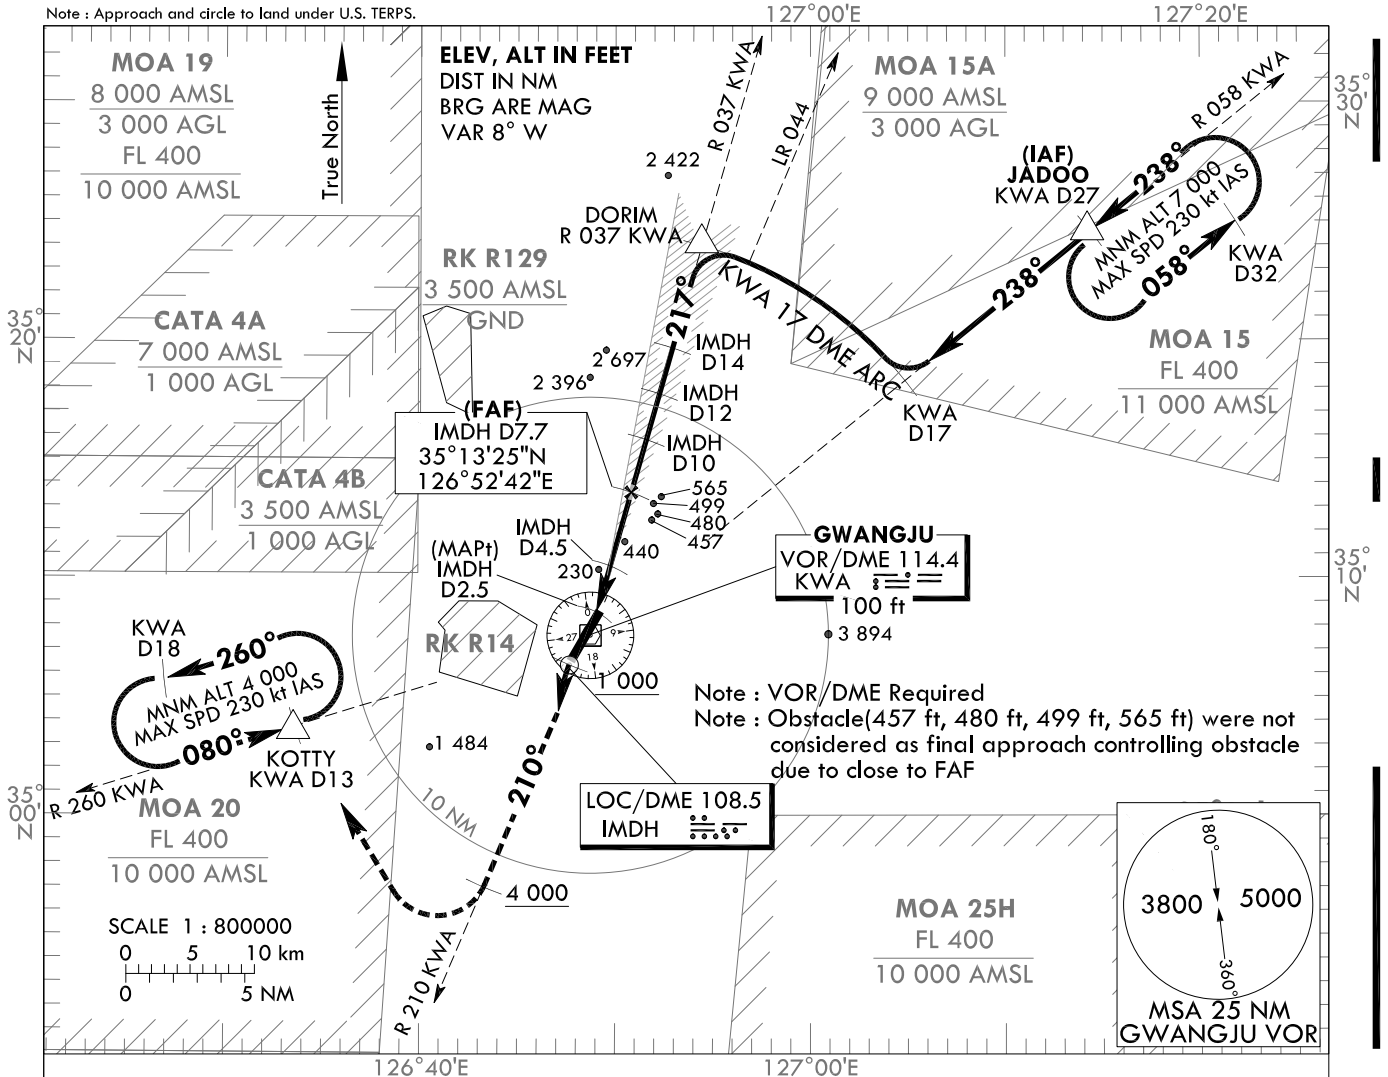 Note : Approach and circle to land under U.S. TERPS.
127°00'E
127°20'E
MOA 19
8 000 AMSL
3 000 AGL
FL 400
10 000 AMSL
True North
ELEV, ALT IN FEET
DIST IN NM
BRG ARE MAG
VAR 8° W
R 037 KWA
LR 044
MOA 15A
9 000 AMSL
3 000 AGL
R 058 KWA
35°
30'
N
2 422
(IAF)
JADOO
KWA D27
238°
MNM ALT 7 000
MAX SPD 230 kt IAS
058°
KWA
D32
238°
DORIM
R 037 KWA
RK R129
3 500 AMSL
GND
KWA 17 DME ARC
217°
35°
20'
N
CATA 4A
7 000 AMSL
1 000 AGL
MOA 15
FL 400
11 000 AMSL
2 697
2 396
IMDH
D14
IMDH
D12
IMDH
D10
KWA
D17
(FAF)
IMDH D7.7
35°13'25"N
126°52'42"E
CATA 4B
3 500 AMSL
1 000 AGL
565
499
480
457
440
IMDH
D4.5
230
(MAPt)
IMDH
D2.5
GWANGJU
VOR/DME 114.4
KWA
100 ft
35°
10'
N
3 894
0
9
18
27
RK R14
1 000
KWA
D18
260°
MNM ALT 4 000
MAX SPD 230 kt IAS
080°
KOTTY
KWA D13
R 260 KWA
Note : VOR/DME Required
Note : Obstacle(457 ft, 480 ft, 499 ft, 565 ft) were not
considered as final approach controlling obstacle
due to close to FAF
1 484
210°
10 NM
LOC/DME 108.5
IMDH
35°
00'
N
MOA 20
FL 400
10 000 AMSL
4 000
R 210 KWA
SCALE 1 : 800000
0 5 10 km
0 5 NM
MOA 25H
FL 400
10 000 AMSL
180°
3800
5000
360°
MSA 25 NM
GWANGJU VOR
126°40'E
127°00'E